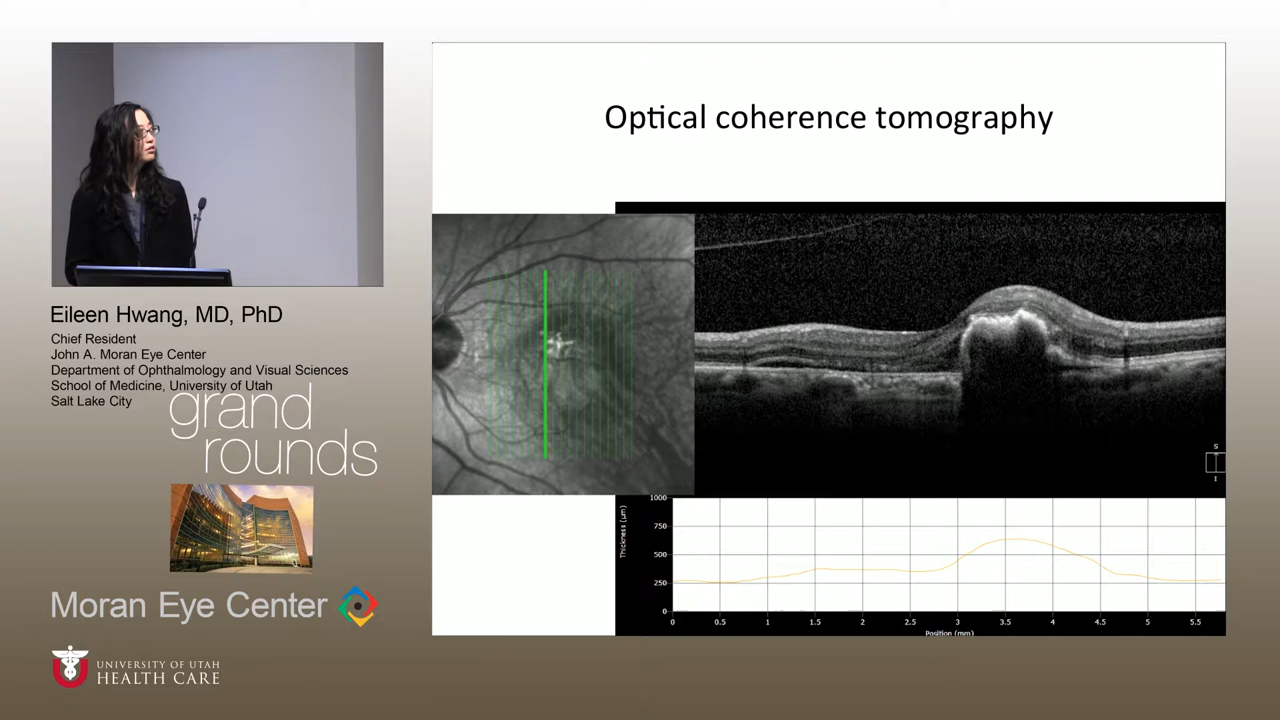 Optical coherence tomography
Eileen Hwang, MD, PhD
Chief Resident
John A. Moran Eye Center
Department of Ophthalmology and Visual Sciences
School of Medicine, University of Utah
Salt Lake City
grand
rounds
Moran Eye Center
UNIVERSITY OF UTAH
HEALTH CARE
S
I
Thickness (μm)
1000
750
500
250
0
0 0.5 1 1.5 2 2.5 3 3.5 4 4.5 5 5.5
Position (mm)